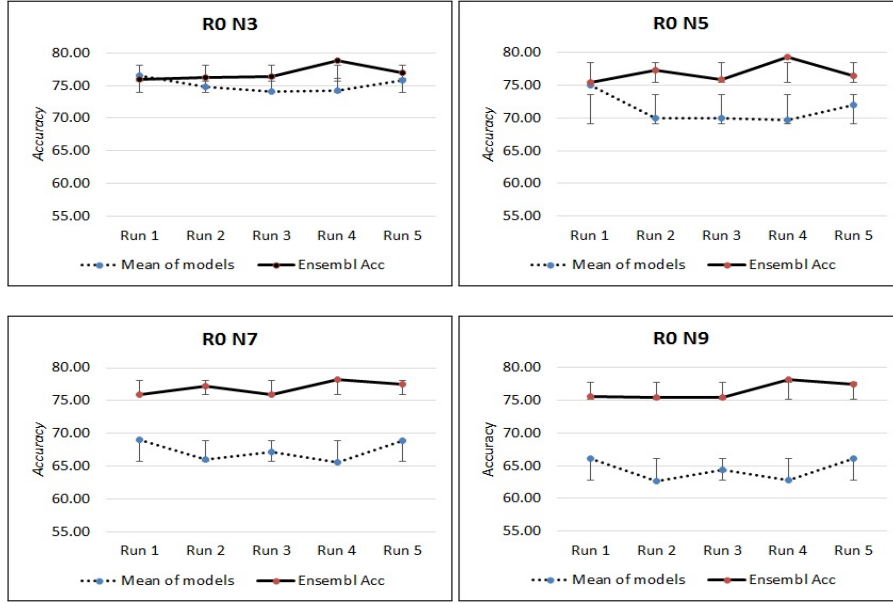 R0 N3
80.00
75.00
70.00
65.00
60.00
55.00
Accuracy
Run 1 Run 2 Run 3 Run 4 Run 5
Mean of models Ensembl Acc
R0 N5
80.00
75.00
70.00
65.00
60.00
55.00
Accuracy
Run 1 Run 2 Run 3 Run 4 Run 5
Mean of models Ensembl Acc
R0 N7
80.00
75.00
70.00
65.00
60.00
55.00
Accuracy
Run 1 Run 2 Run 3 Run 4 Run 5
Mean of models Ensembl Acc
R0 N9
80.00
75.00
70.00
65.00
60.00
55.00
Accuracy
Run 1 Run 2 Run 3 Run 4 Run 5
Mean of models Ensembl Acc